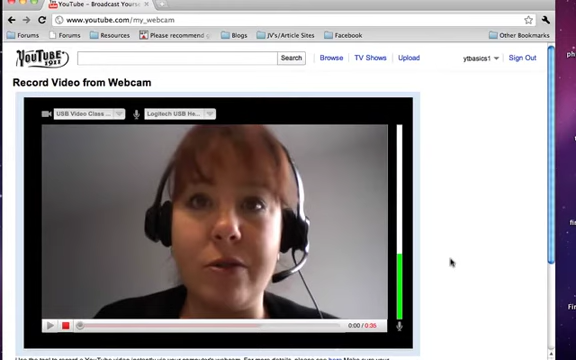 YouTube - Broadcast Yourse
www.youtube.com/my_webcam
Forums Forums Resources Please recommend Blogs JV's/Article Sites Facebook Other Bookmarks
YouTube 1911 Search Browse TV Shows Upload ytbasics1 Sign Out
Record Video from Webcam
USB Video Class ... Logitech USB He...
0:00 / 0:35